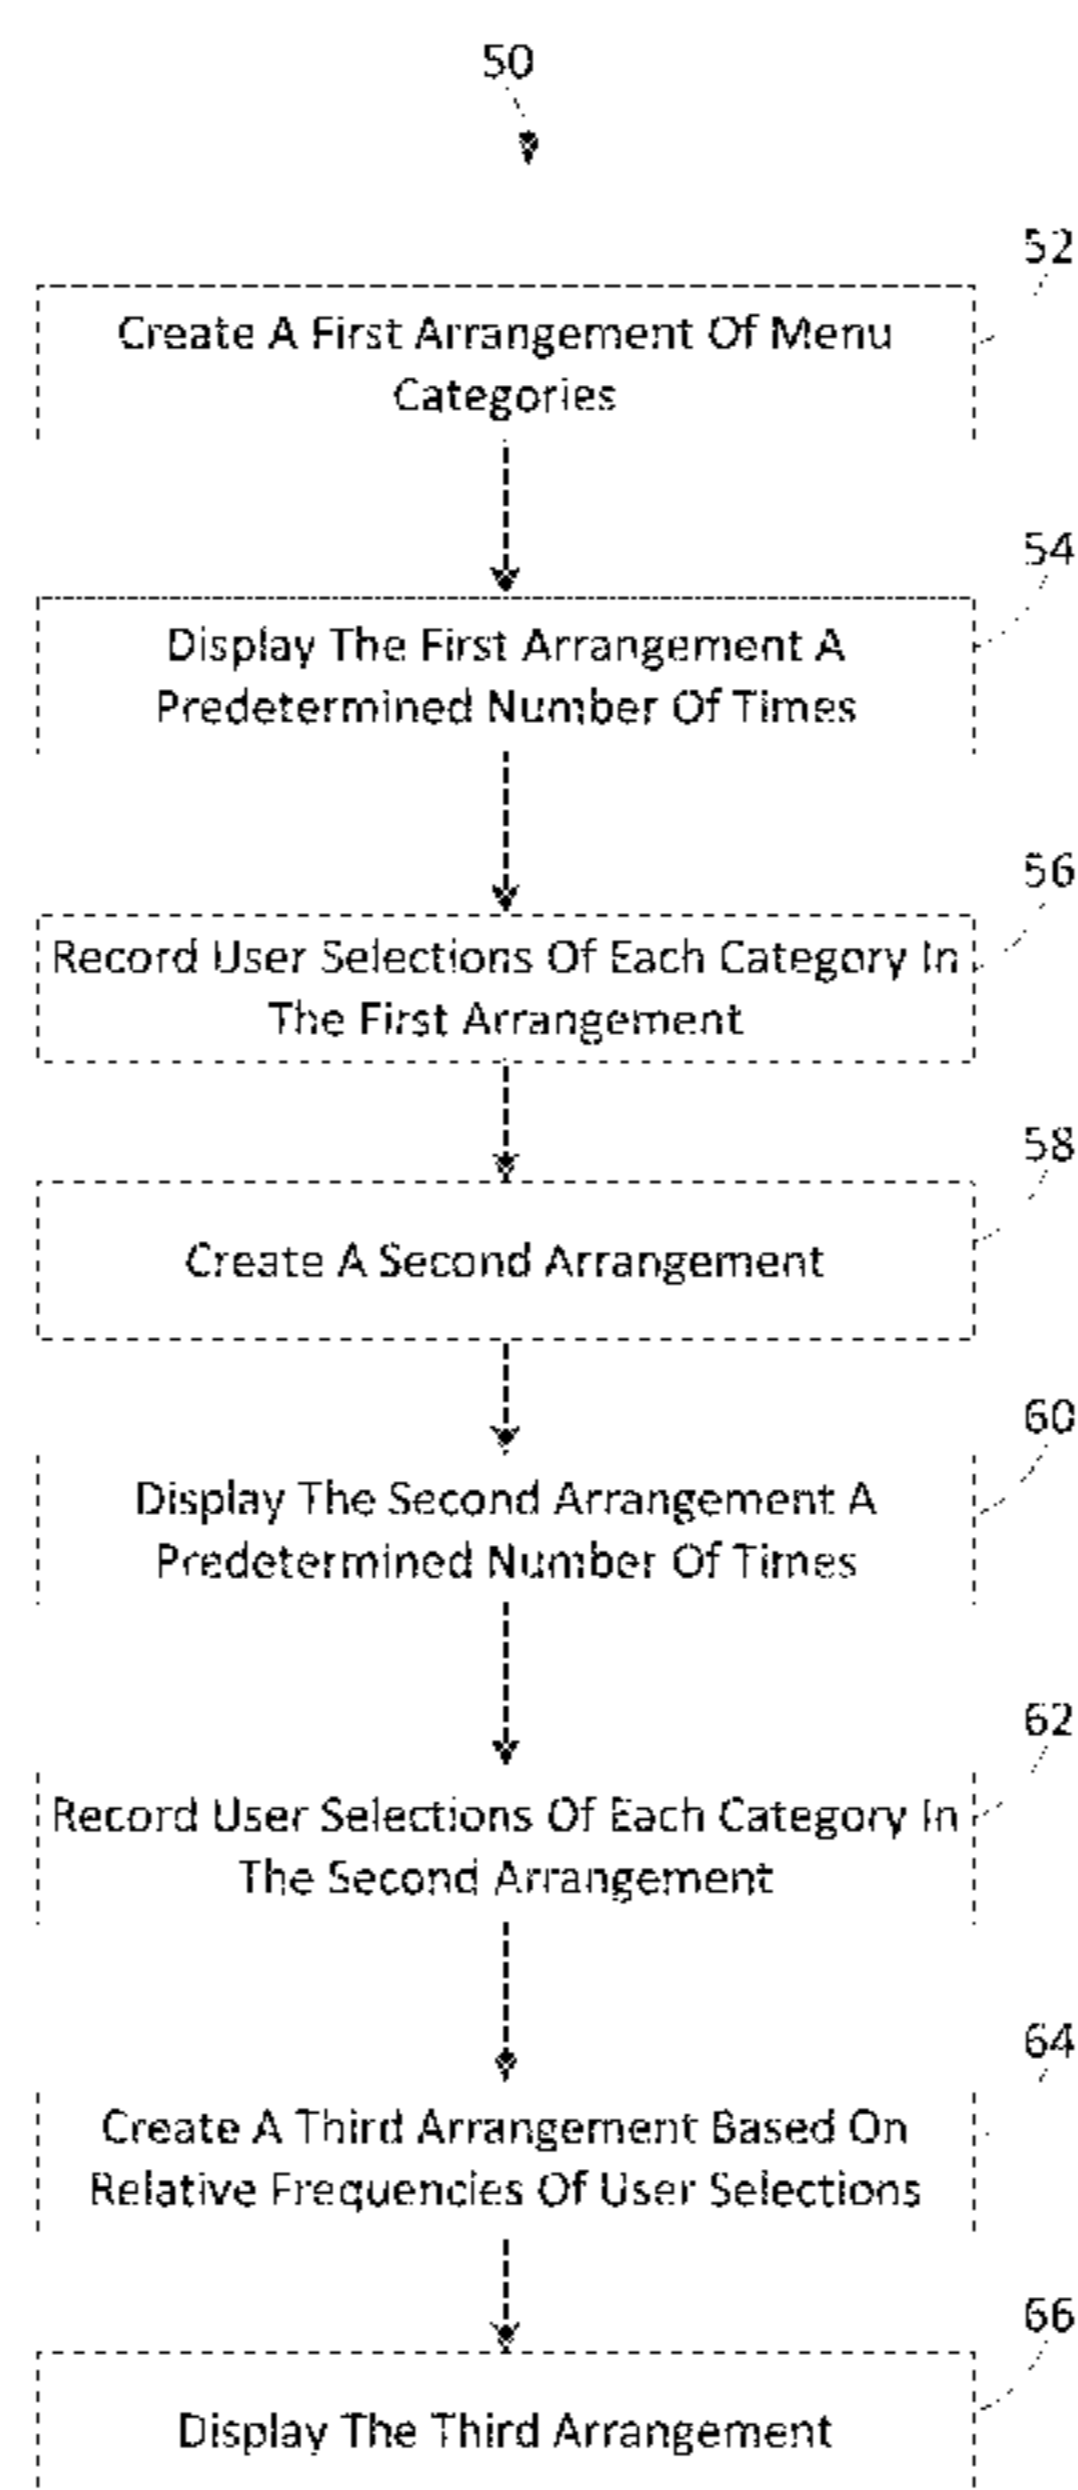 50
52
Create A First Arrangement Of Menu
Categories
54
Display The First Arrangement A
Predetermined Number Of Times
56
Record User Selections Of Each Category In
The First Arrangement
58
Create A Second Arrangement
60
Display The Second Arrangement A
Predetermined Number Of Times
62
Record User Selections Of Each Category In
The Second Arrangement
64
Create A Third Arrangement Based On
Relative Frequencies Of User Selections
66
Display The Third Arrangement